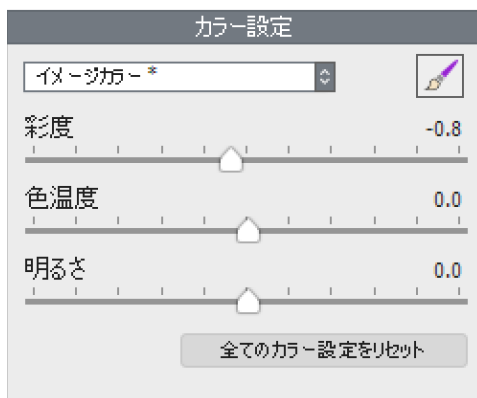 カラー設定
イメージカラー *
彩度 -0.8
色温度 0.0
明るさ 0.0
全てのカラー設定をリセット